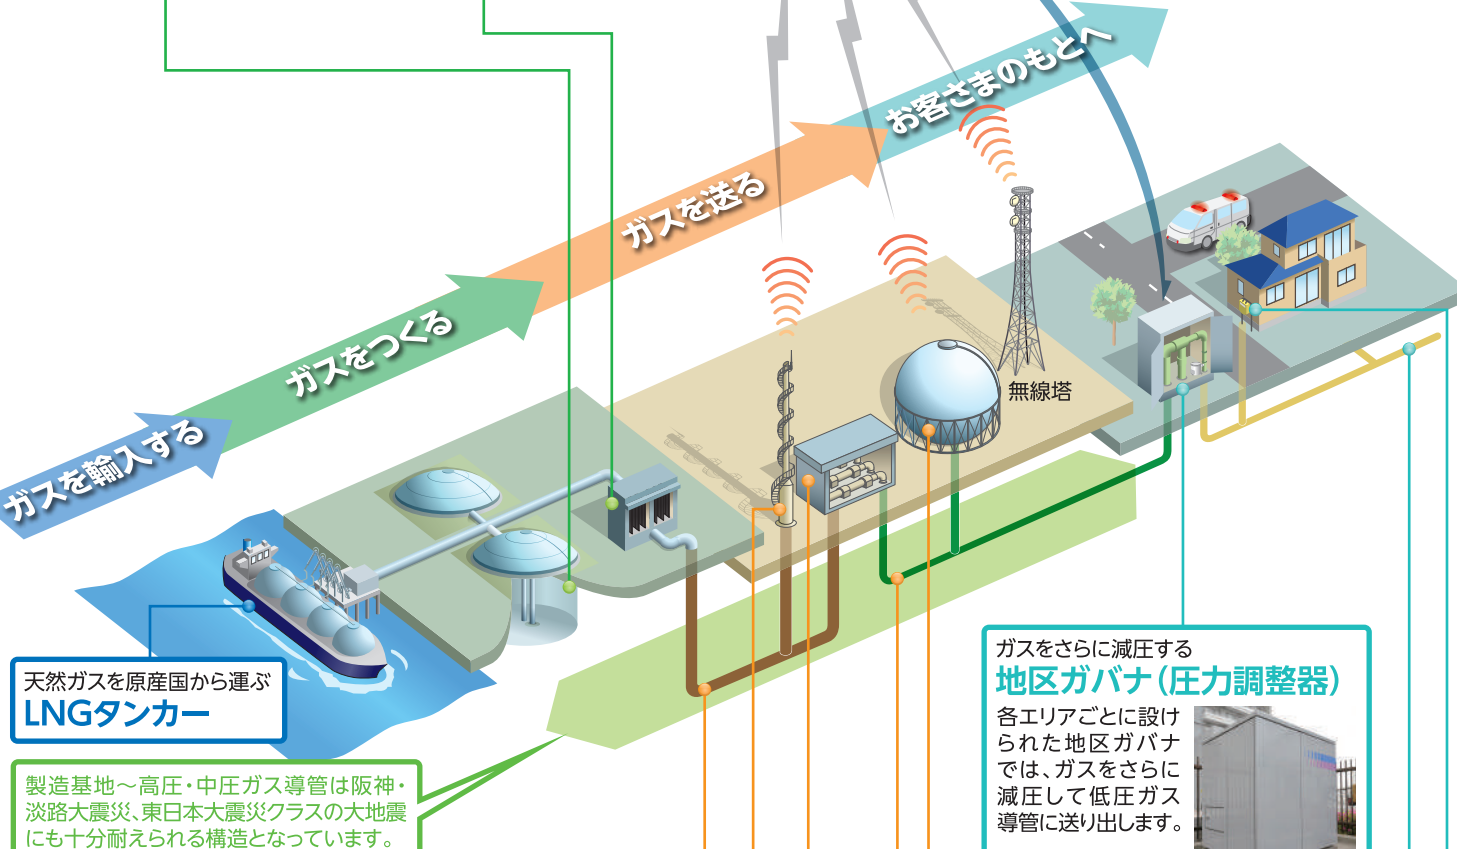 お客さまのもとへ
ガスを送る
ガスをつくる
ガスを輸入する
無線塔
天然ガスを原産国から運ぶ
LNGタンカー
製造基地～高圧・中圧ガス導管は阪神・
淡路大震災、東日本大震災クラスの大地震
にも十分耐えられる構造となっています。
ガスをさらに減圧する
地区ガバナ（圧力調整器）
各エリアごとに設け
られた地区ガバナ
では、ガスをさらに
減圧して低圧ガス
導管に送り出します。